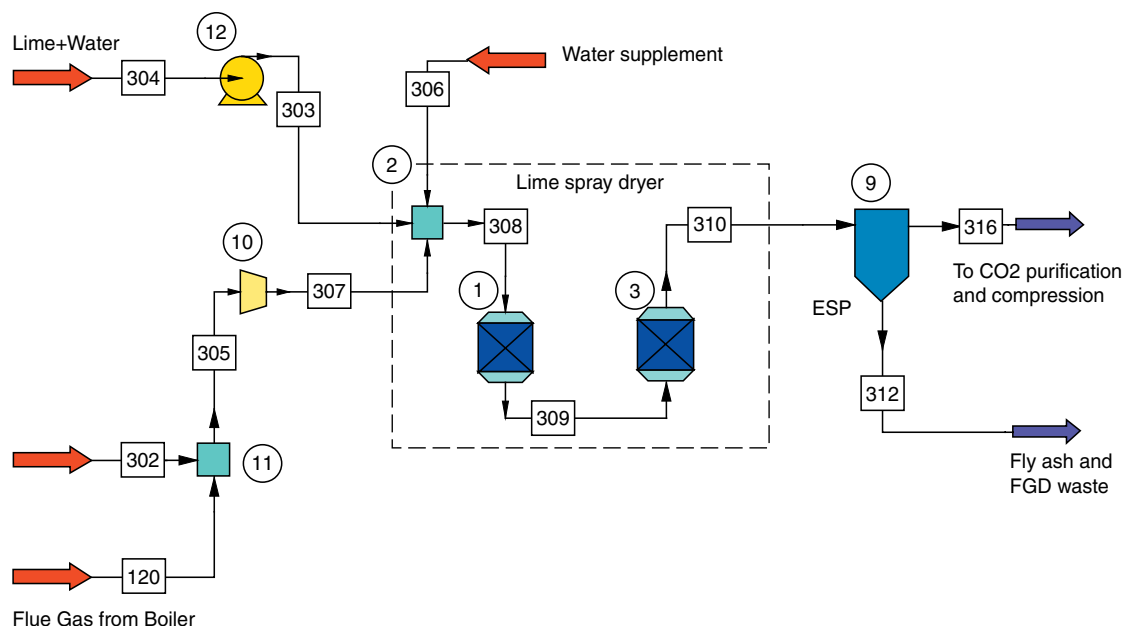 12
Lime+Water
Water supplement
304
306
303
2
Lime spray dryer
9
308
310
316
10
To CO2 purification
and compression
307
1
3
ESP
305
312
309
302
11
Fly ash and
FGD waste
120
Flue Gas from Boiler